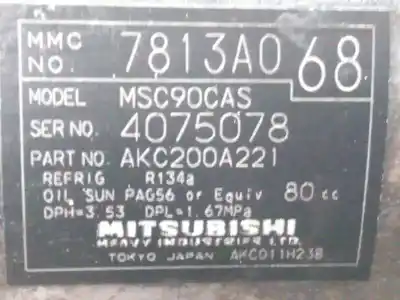 MMC NO. 7813A068
MODEL MSC90CAS
SER NO. 4075078
PART NO. AKC200A221
REFRIG R134a
OIL SUN PAG56 or Equiv 80 cc
DPH=3.53 DPL=1.67MPa
MITSUBISHI
HEAVY INDUSTRIES, LTD.
TOKYO JAPAN AKC011H238